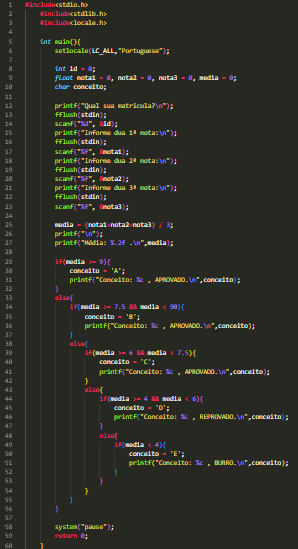 1 #include<stdio.h>
2 #include<stdlib.h>
3 #include<locale.h>
4
5 int main(){
6 setlocale(LC_ALL,"Portuguese");
7
8 int id = 0;
9 float nota1 = 0, nota2 = 0, nota3 = 0, media = 0;
10 char conceito;
11
12 printf("Qual sua matricula?\n");
13 fflush(stdin);
14 scanf("%d", &id);
15 printf("Informe dua 1ª nota:\n");
16 fflush(stdin);
17 scanf("%f", &nota1);
18 printf("Informe dua 2ª nota:\n");
19 fflush(stdin);
20 scanf("%f", &nota2);
21 printf("Informe dua 3ª nota:\n");
22 fflush(stdin);
23 scanf("%f", &nota3);
24
25 media = (nota1+nota2+nota3) / 3;
26 printf("\n");
27 printf("Média: %.2f .\n",media);
28
29 if(media >= 9){
30 conceito = 'A';
31 printf("Conceito: %c , APROVADO.\n",conceito);
32 }
33 else{
34 if(media >= 7.5 && media < 90){
35 conceito = 'B';
36 printf("Conceito: %c , APROVADO.\n",conceito);
37 }
38 else{
39 if(media >= 6 && media < 7.5){
40 conceito = 'C';
41 printf("Conceito: %c , APROVADO.\n",conceito);
42 }
43 else{
44 if(media >= 4 && media < 6){
45 conceito = 'D';
46 printf("Conceito: %c , REPROVADO.\n",conceito);
47 }
48 else{
49 if(media < 4){
50 conceito = 'E';
51 printf("Conceito: %c , BURRO.\n",conceito);
52 }
53 }
54 }
55 }
56 }
57
58 system("pause");
59 return 0;
60 }